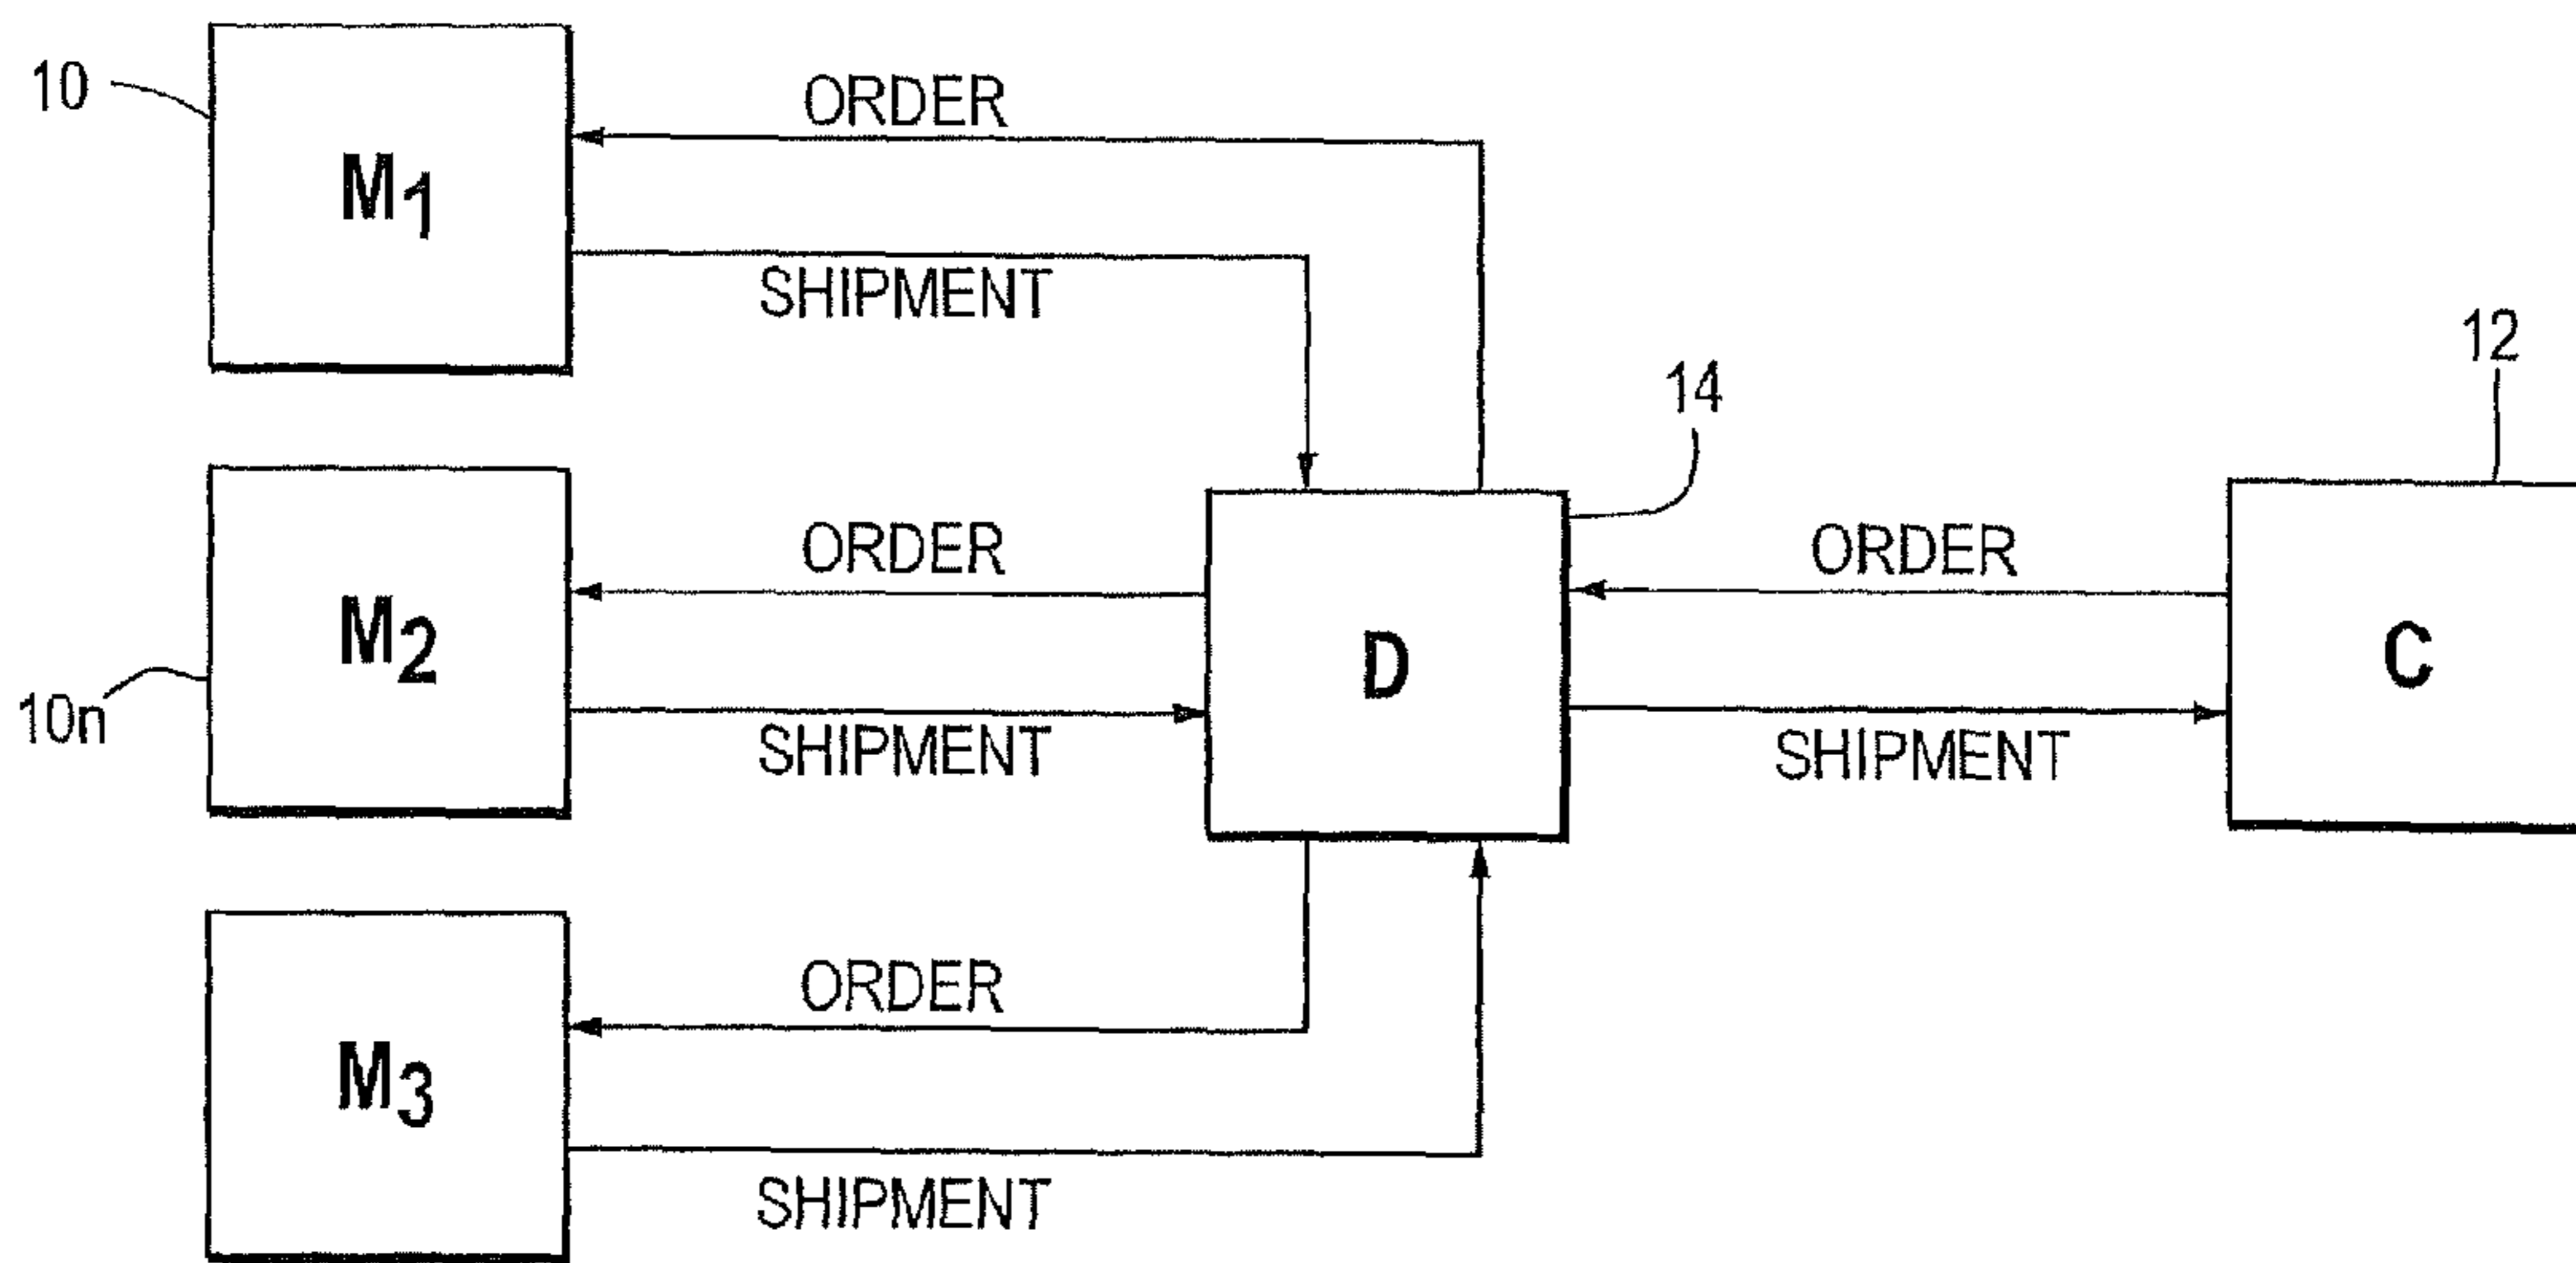 10
ORDER
M1
SHIPMENT
12
14
ORDER
ORDER
M2
D
C
10n
SHIPMENT
SHIPMENT
ORDER
M3
SHIPMENT